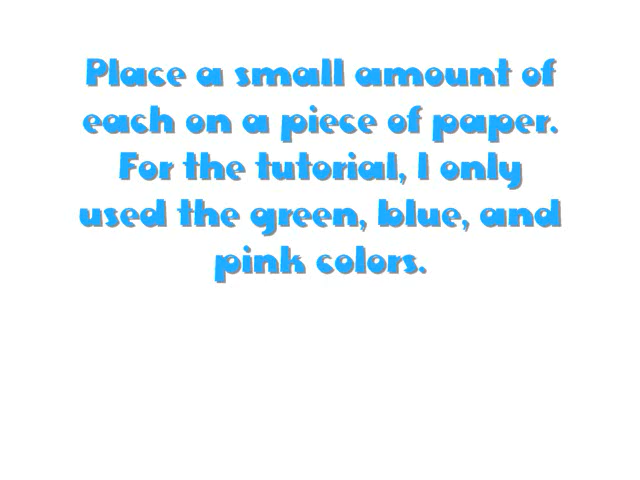 Place a small amount of
each on a piece of paper.
For the tutorial, I only
used the green, blue, and
pink colors.